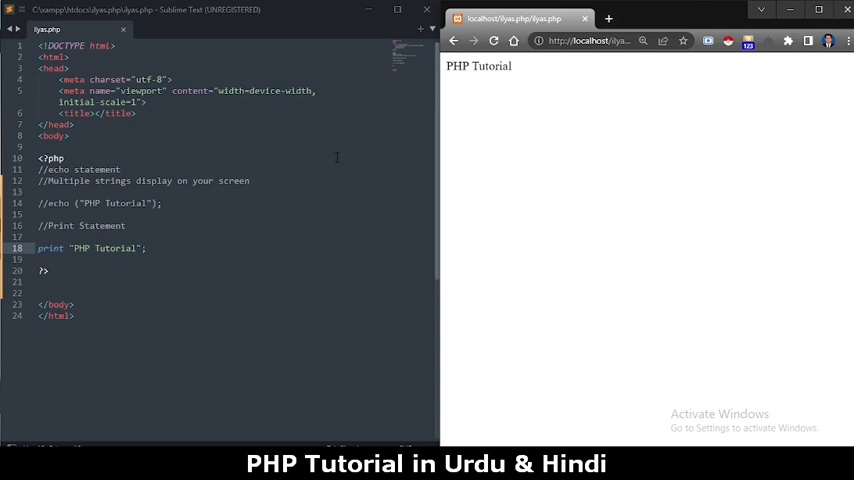 C:\xampp\htdocs\ilyas.php\ilyas.php - Sublime Text (UNREGISTERED)
ilyas.php
1 <!DOCTYPE html>
2 <html>
3 <head>
4 <meta charset="utf-8">
5 <meta name="viewport" content="width=device-width,
initial-scale=1">
6 <title></title>
7 </head>
8 <body>
9
10 <?php
11 //echo statement
12 //Multiple strings display on your screen
13
14 //echo ("PHP Tutorial");
15
16 //Print Statement
17
18 print "PHP Tutorial";
19
20 ?>
21
22
23 </body>
24 </html>
localhost/ilyas.php/ilyas.php
http://localhost/ilya...
123
PHP Tutorial
Activate Windows
Go to Settings to activate Windows.
PHP Tutorial in Urdu & Hindi